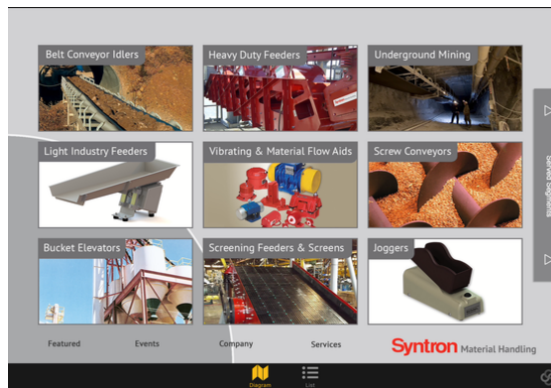 Belt Conveyor Idlers
Heavy Duty Feeders
Underground Mining
Light Industry Feeders
Vibrating & Material Flow Aids
Screw Conveyors
Bucket Elevators
Screening Feeders & Screens
Joggers
Featured
Events
Company
Services
Syntron Material Handling
Diagram
List